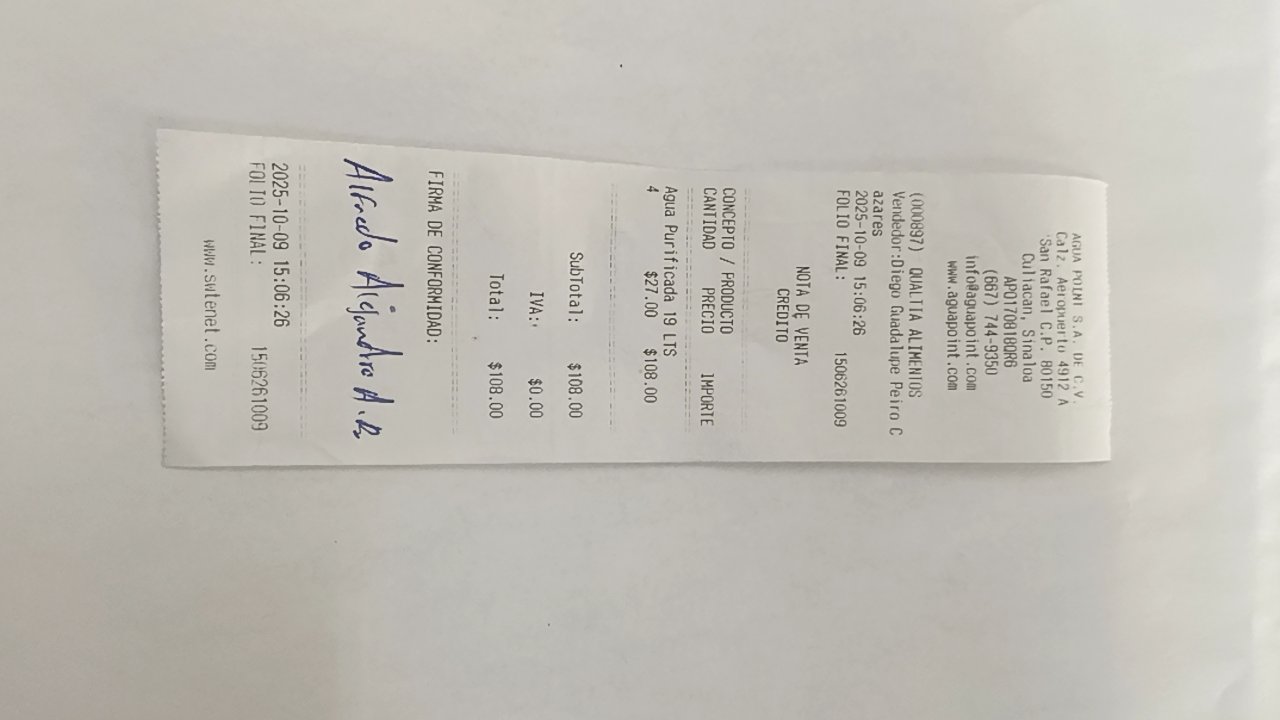 AGUA POINT S.A. DE C.V.
Calz. Aeropuerto 4912 A
San Rafael C.P. 80150
Culiacan, Sinaloa
APO170818QR6
(667) 744-9350
info@aguapoint.com
www.aguapoint.com
(000897) QUALTIA ALIMENTOS
Vendedor:Diego Guadalupe Peiro C
azares
2025-10-09 15:06:26
FOLIO FINAL: 1506261009
NOTA DE VENTA
CREDITO
CONCEPTO / PRODUCTO
CANTIDAD PRECIO IMPORTE
Agua Purificada 19 LTS
4 $27.00 $108.00
SubTotal: $108.00
IVA: $0.00
Total: $108.00
FIRMA DE CONFORMIDAD:
Alfredo Alejandro A. R.
2025-10-09 15:06:26
FOLIO FINAL: 1506261009
www.swtenet.com